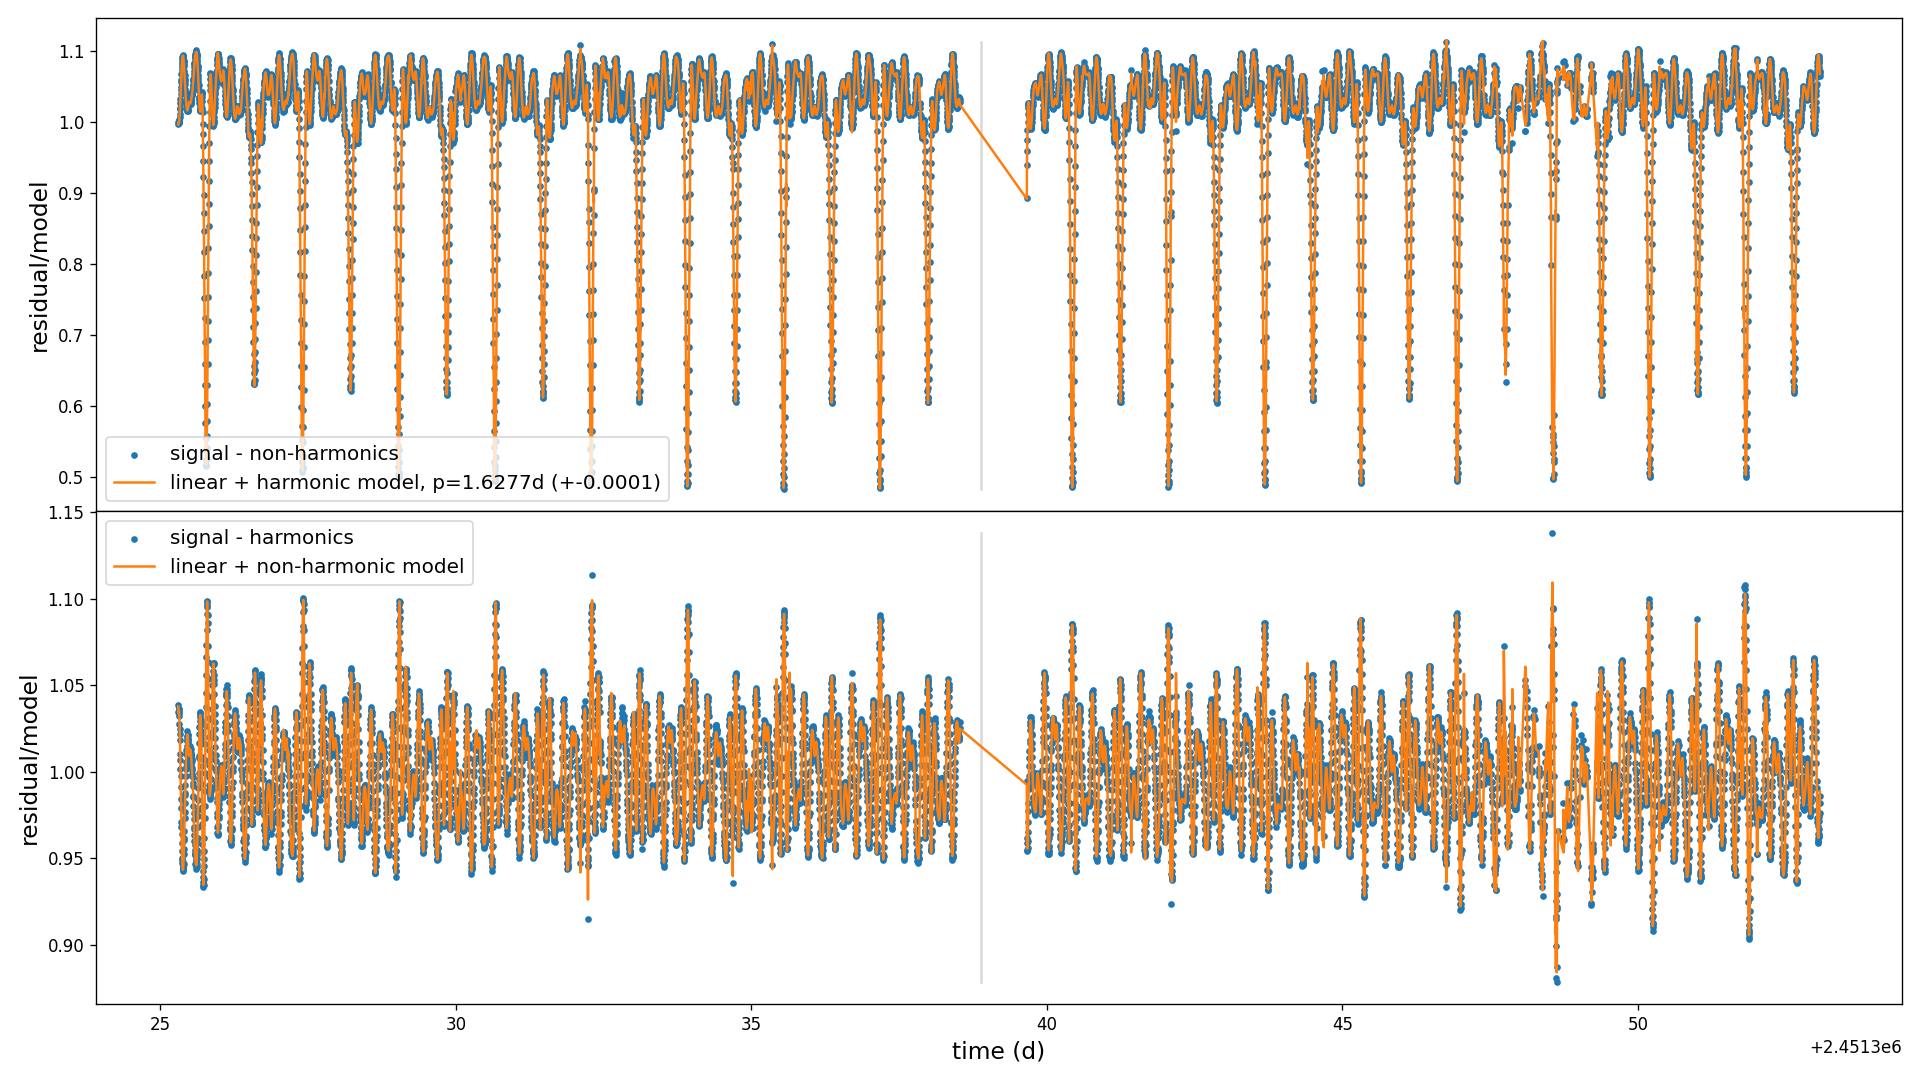 1.1
1.0
0.9
0.8
0.7
0.6
0.5
residual/model
signal - non-harmonics
linear + harmonic model, p=1.6277d (+-0.0001)
1.15
1.10
1.05
1.00
0.95
0.90
residual/model
signal - harmonics
linear + non-harmonic model
25
30
35
40
45
50
time (d)
+2.4513e6